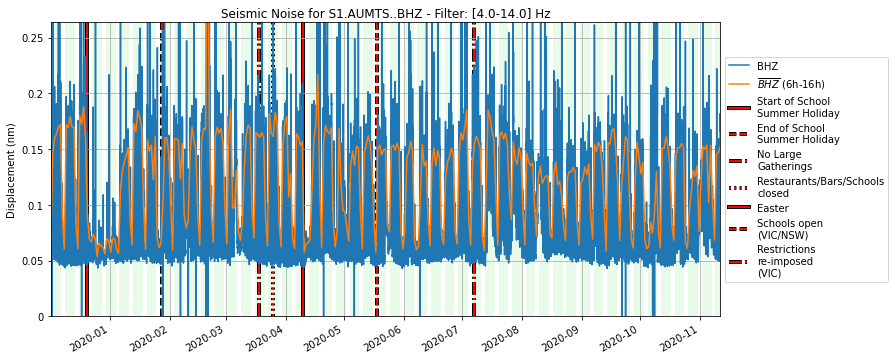 Seismic Noise for S1.AUMTS..BHZ - Filter: [4.0-14.0] Hz
Displacement (nm)
0.25
0.2
0.15
0.1
0.05
0
2020-01
2020-02
2020-03
2020-04
2020-05
2020-06
2020-07
2020-08
2020-09
2020-10
2020-11
BHZ
BHZ (6h-16h)
Start of School
Summer Holiday
End of School
Summer Holiday
No Large
Gatherings
Restaurants/Bars/Schools
closed
Easter
Schools open
(VIC/NSW)
Restrictions
re-imposed
(VIC)